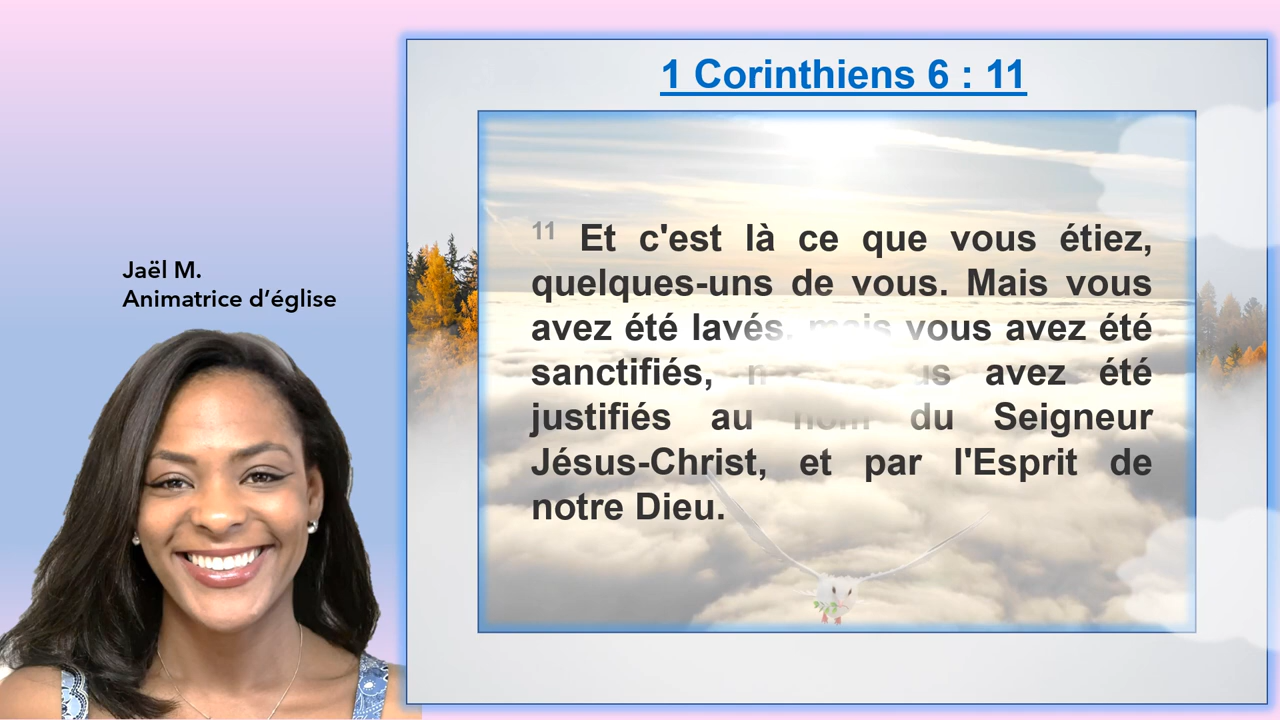 1 Corinthiens 6 : 11
11 Et c'est là ce que vous étiez,
quelques-uns de vous. Mais vous
avez été lavés, mais vous avez été
sanctifiés, avez été
justifiés au nom du Seigneur
Jésus-Christ, et par l'Esprit de
notre Dieu.
Jaël M.
Animatrice d’église